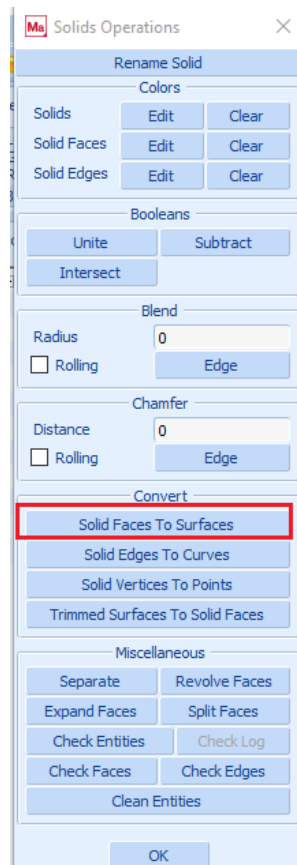 Ma Solids Operations
Rename Solid
Colors
Solids Edit Clear
Solid Faces Edit Clear
Solid Edges Edit Clear
Booleans
Unite Subtract
Intersect
Blend
Radius 0
Rolling Edge
Chamfer
Distance 0
Rolling Edge
Convert
Solid Faces To Surfaces
Solid Edges To Curves
Solid Vertices To Points
Trimmed Surfaces To Solid Faces
Miscellaneous
Separate Revolve Faces
Expand Faces Split Faces
Check Entities Check Log
Check Faces Check Edges
Clean Entities
OK